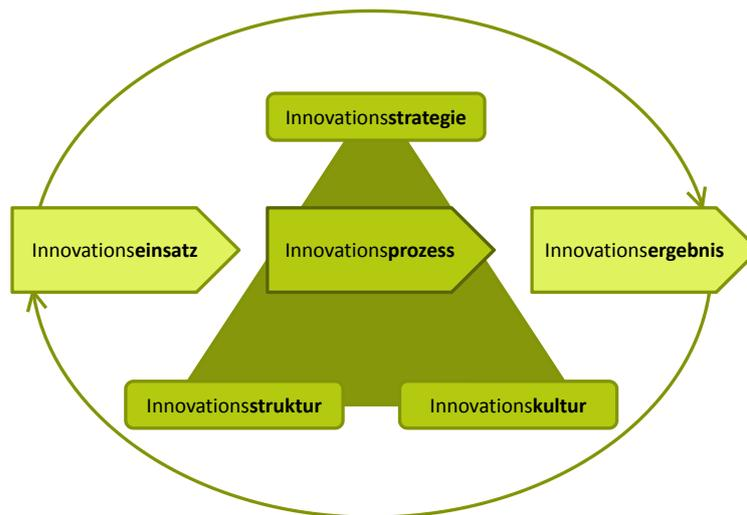 Innovationsstrategie
Innovationseinsatz
Innovationsprozess
Innovationsergebnis
Innovationsstruktur
Innovationskultur